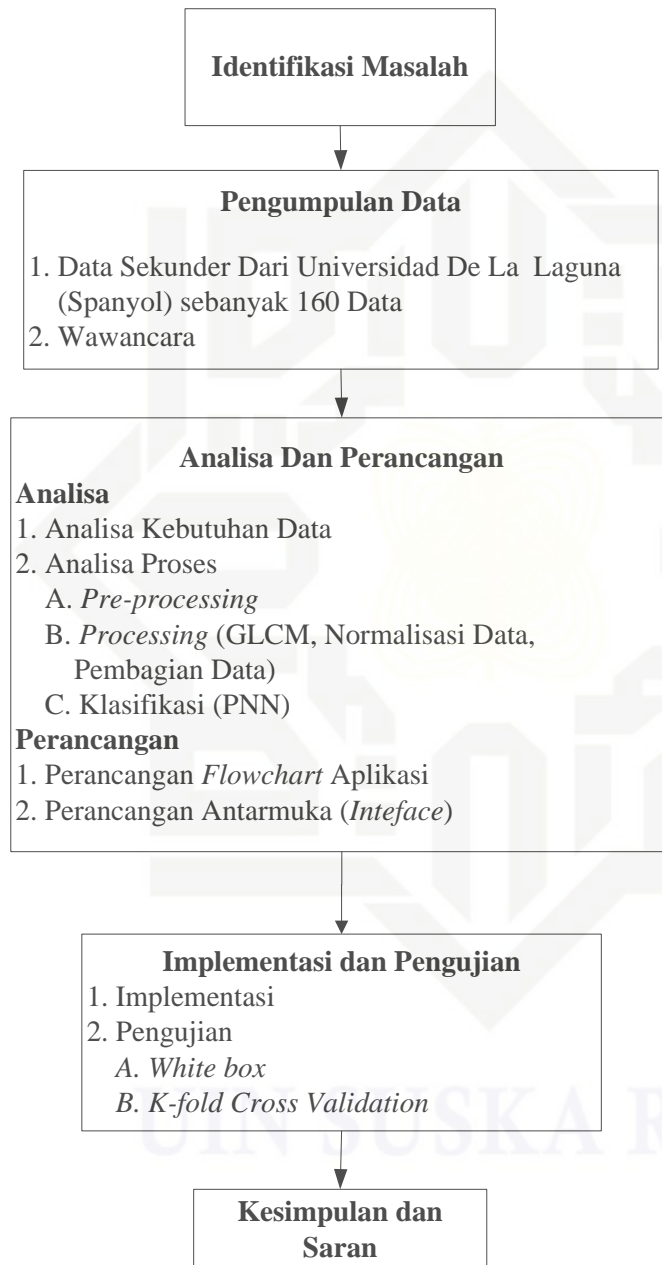 Identifikasi Masalah
Pengumpulan Data
1. Data Sekunder Dari Universidad De La Laguna
(Spanyol) sebanyak 160 Data
2. Wawancara
Analisa Dan Perancangan
Analisa
1. Analisa Kebutuhan Data
2. Analisa Proses
A. Pre-processing
B. Processing (GLCM, Normalisasi Data,
Pembagian Data)
C. Klasifikasi (PNN)
Perancangan
1. Perancangan Flowchart Aplikasi
2. Perancangan Antarmuka (Inteface)
Implementasi dan Pengujian
1. Implementasi
2. Pengujian
A. White box
B. K-fold Cross Validation
UIN SUSKA R
Kesimpulan dan
Saran